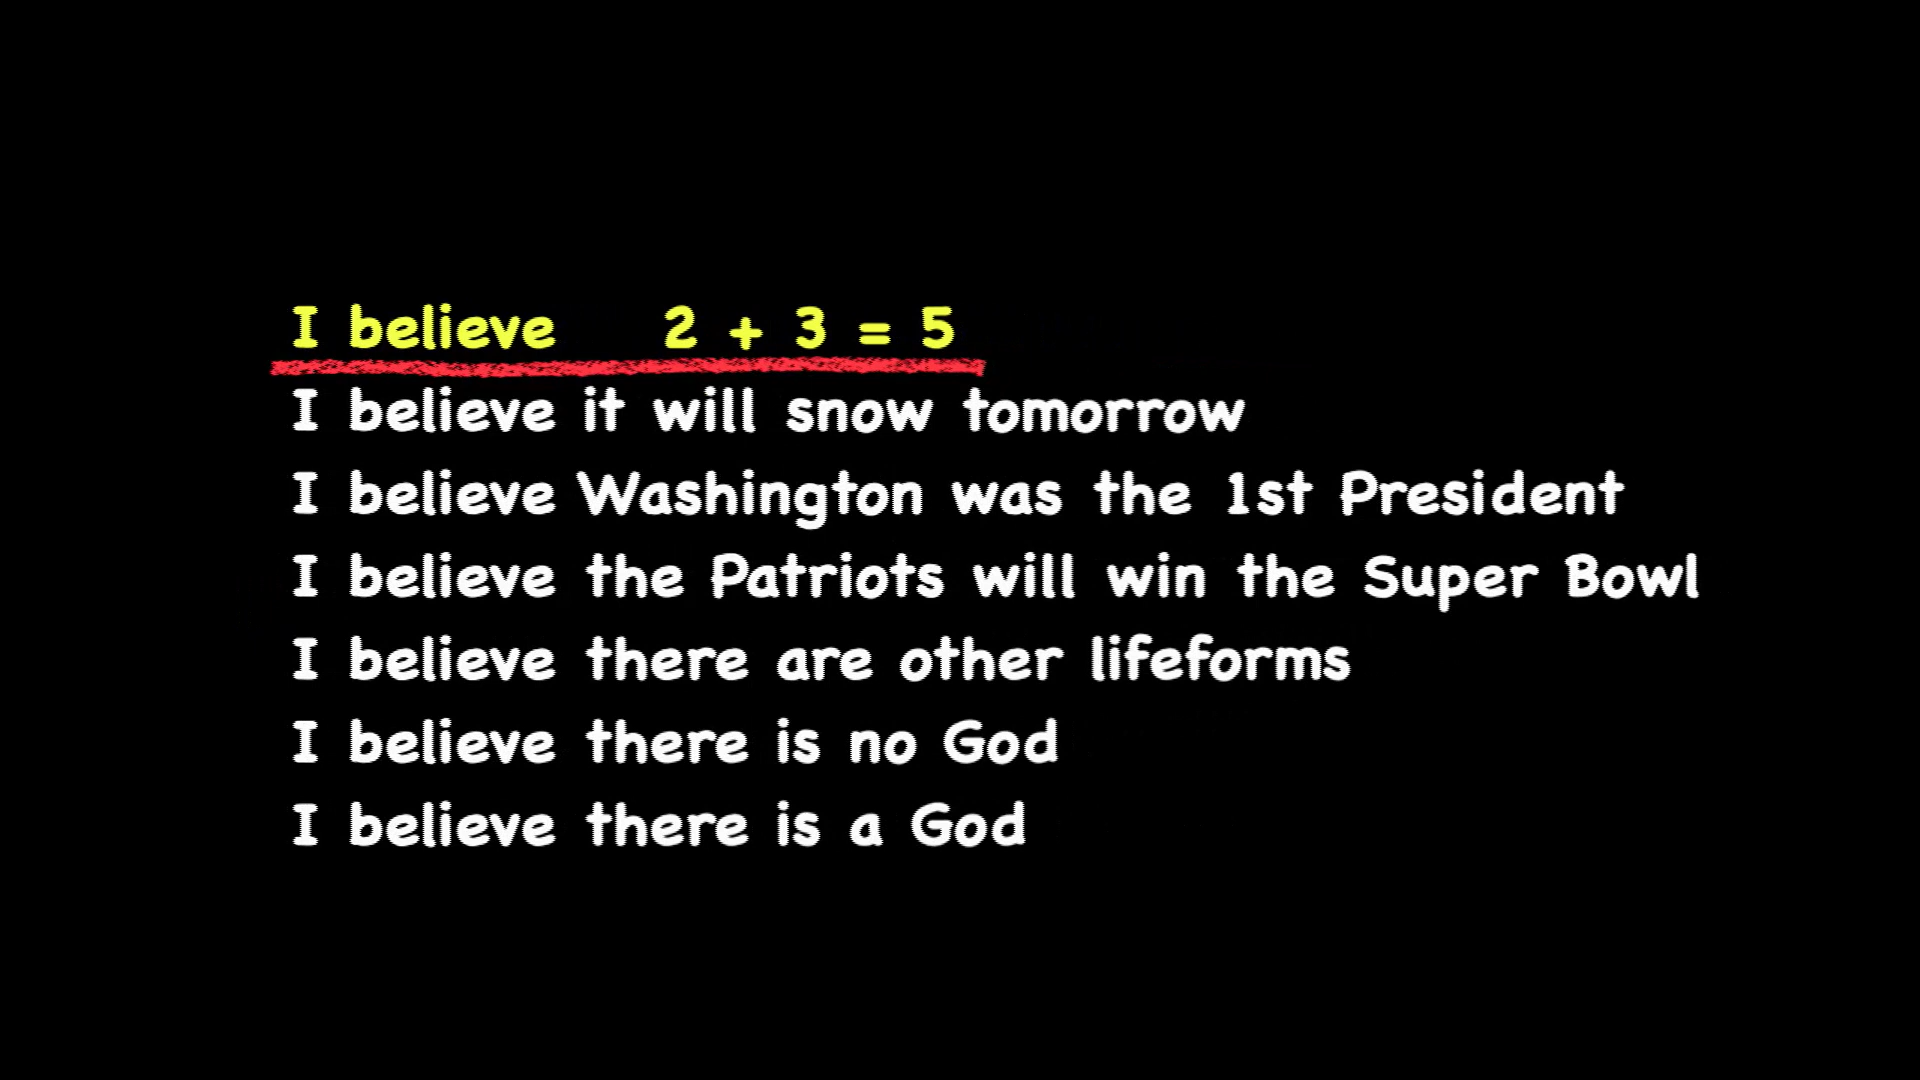 I believe 2 + 3 = 5
I believe it will snow tomorrow
I believe Washington was the 1st President
I believe the Patriots will win the Super Bowl
I believe there are other lifeforms
I believe there is no God
I believe there is a God